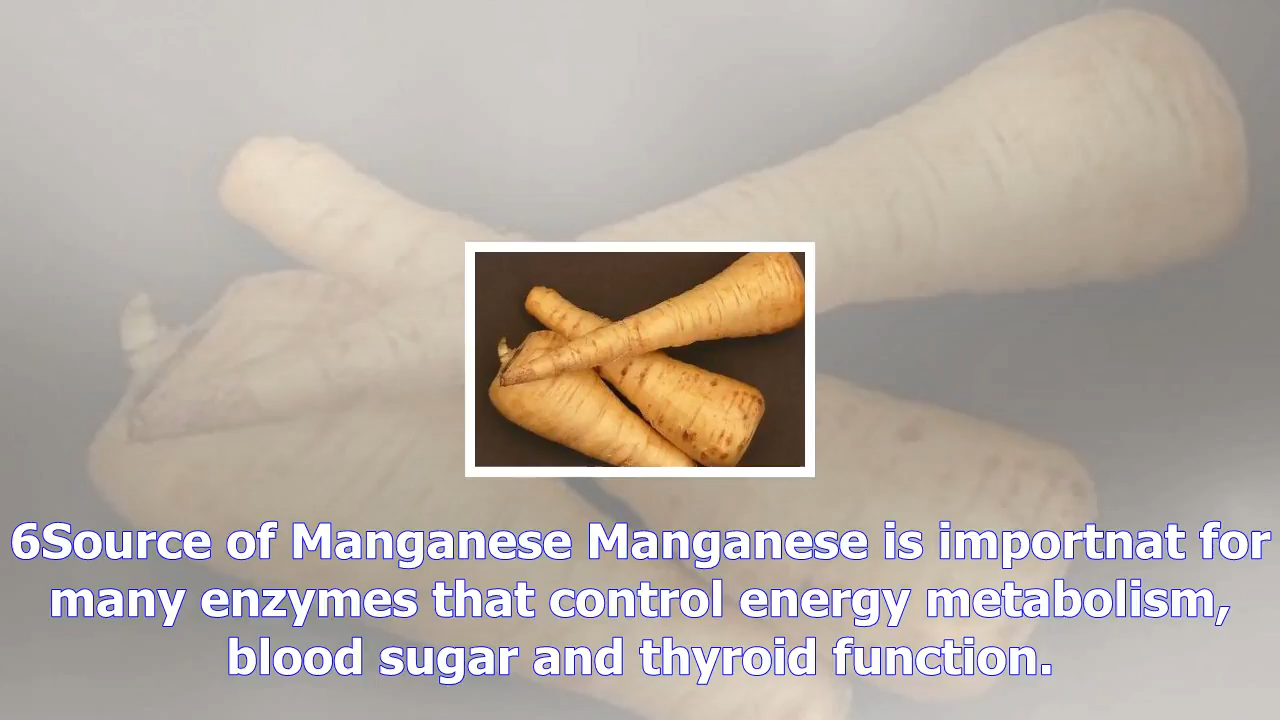 6Source of Manganese Manganese is importnat for
many enzymes that control energy metabolism,
blood sugar and thyroid function.